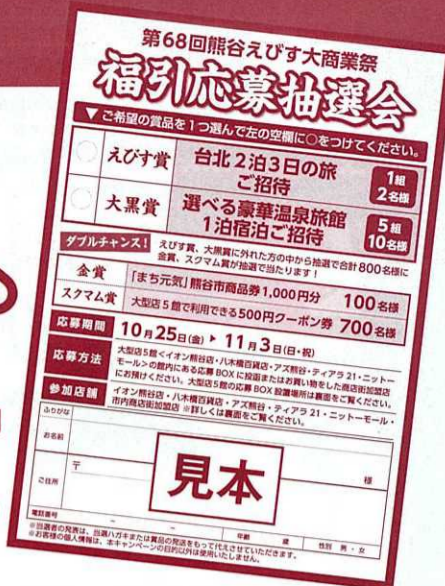 第68回熊谷えびす大商業祭
福引応募抽選会
▼ ご希望の賞品を1つ選んで左の空欄に○をつけてください。
えびす賞 台北2泊3日の旅 ご招待 1組2名様
大黒賞 選べる豪華温泉旅館 1泊宿泊ご招待 5組10名様
ダブルチャンス! えびす賞、大黒賞に外れた方の中から抽選で合計800名様に
金賞、スクマム賞が抽選で当たります!
金賞 「まち元気」熊谷市商品券1,000円分 100名様
スクマム賞 大型店5館で利用できる500円クーポン券 700名様
応募期間 10月25日(金) ▶ 11月3日(日・祝)
応募方法 大型店5館<イオン熊谷店・八木橋百貨店・アズ熊谷・ティアラ21・ニットー
モール>の館内にある応募BOXに投函またはお買い物をした商店街加盟店
にお預けください。大型店5館の応募BOX設置場所は裏面をご覧ください。
参加店舗 イオン熊谷店・八木橋百貨店・アズ熊谷・ティアラ21・ニットーモール・
市内商店街加盟店 ※詳しくは裏面をご覧ください。
ふりがな
お名前 様
ご住所 〒
見本
電話番号 - - 年齢 歳 性別 男・女
※当選者の発表は、当選ハガキまたは賞品の発送をもって代えさせていただきます。
※お客様の個人情報は、本キャンペーンの目的以外は使用いたしません。